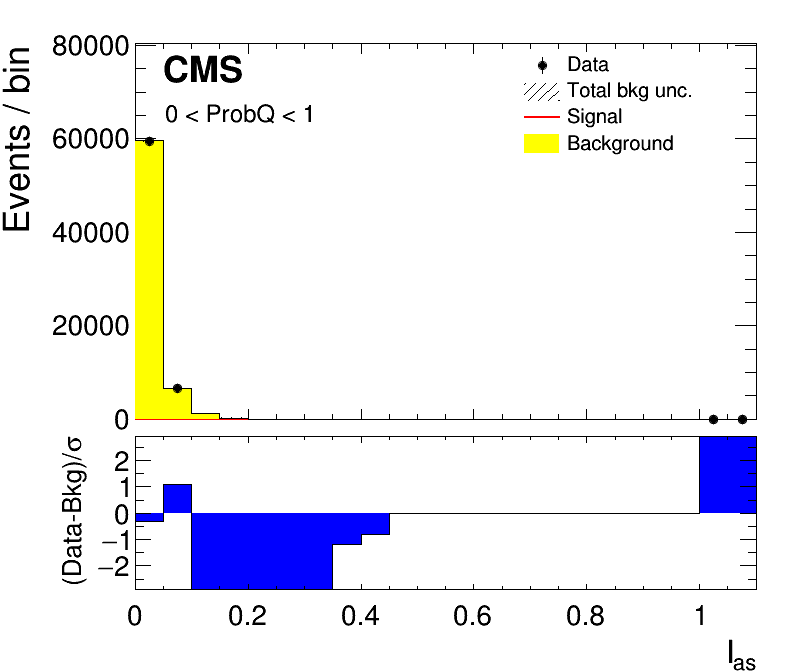 80000
60000
40000
20000
0
Events / bin
CMS
0 < ProbQ < 1
Data
Total bkg unc.
Signal
Background
2
1
0
−1
−2
(Data-Bkg)/σ
0 0.2 0.4 0.6 0.8 1
Ias